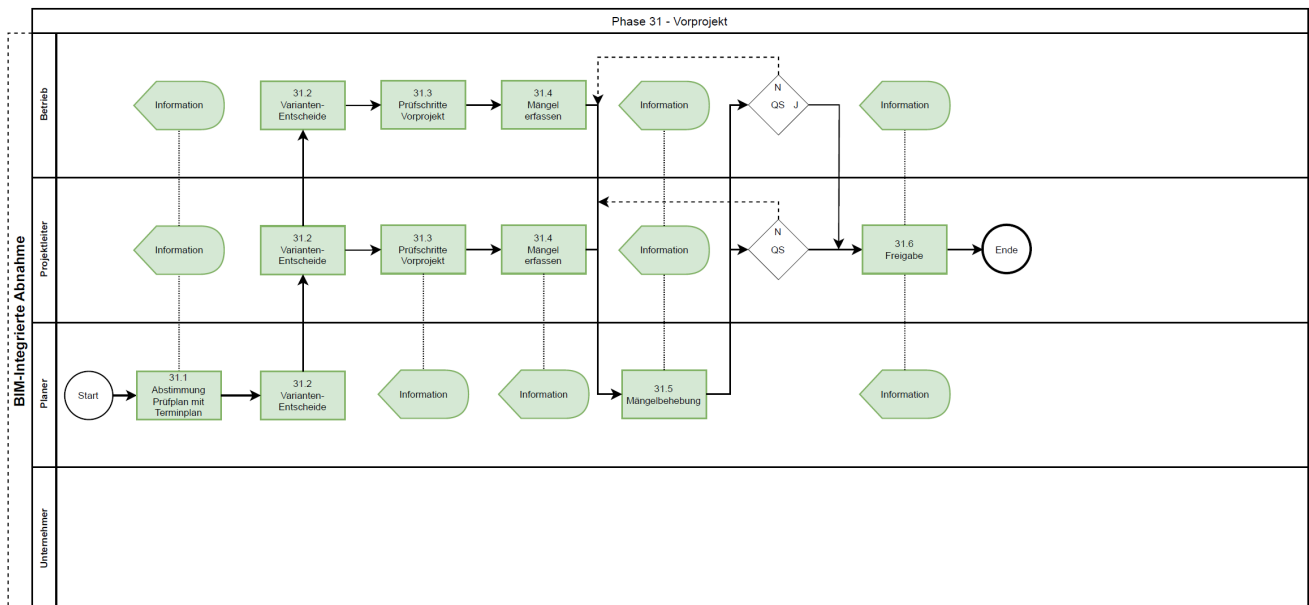 Phase 31 - Vorprojekt
BIM-Integrierte Abnahme
Betrieb
Information
31.2
Varianten-
Entscheide
31.3
Prüfschritte
Vorprojekt
31.4
Mängel
erfassen
Information
N
QS J
Information
Projektleiter
Information
31.2
Varianten-
Entscheide
31.3
Prüfschritte
Vorprojekt
31.4
Mängel
erfassen
Information
N
QS
31.6
Freigabe
Ende
Planer
Start
31.1
Abstimmung
Prüfplan mit
Terminplan
31.2
Varianten-
Entscheide
Information
Information
31.5
Mängelbehebung
Information
Unternehmer